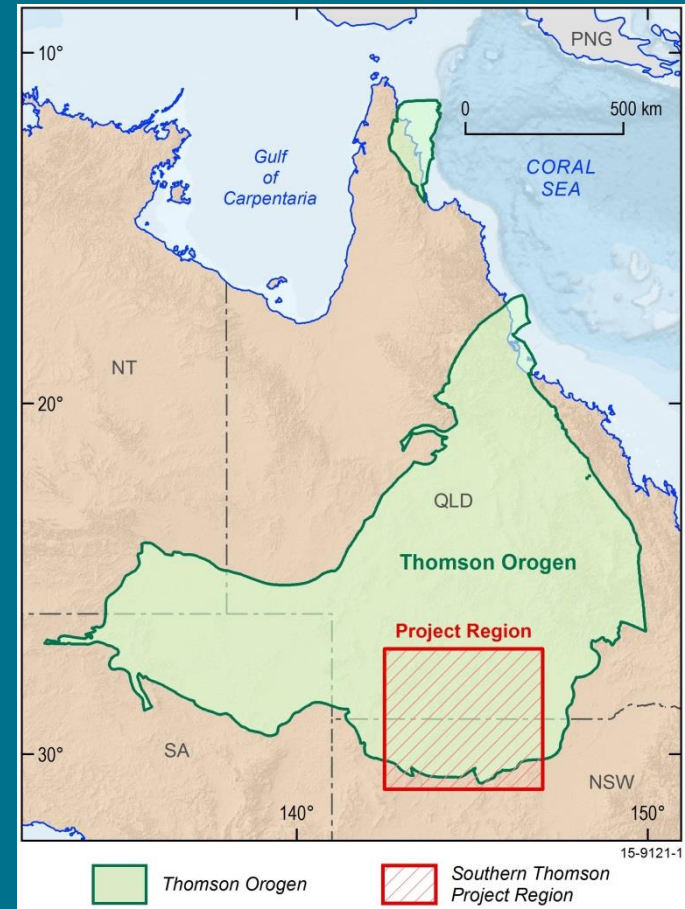 PNG
10°
0 500 km
Gulf
of
Carpentaria
CORAL
SEA
NT
20°
QLD
Thomson Orogen
Project Region
SA
30°
NSW
140°
150°
15-9121-1
Thomson Orogen
Southern Thomson
Project Region